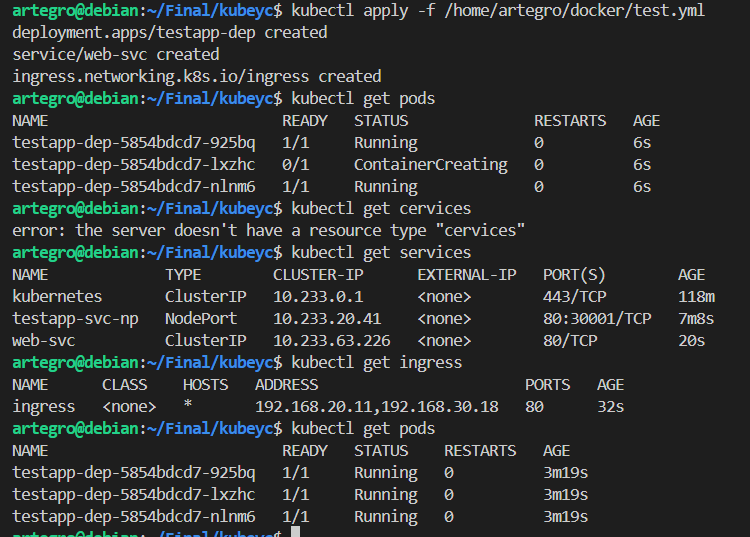 artegro@debian:~/Final/kubeyc$ kubectl apply -f /home/artegro/docker/test.yml
deployment.apps/testapp-dep created
service/web-svc created
ingress.networking.k8s.io/ingress created
artegro@debian:~/Final/kubeyc$ kubectl get pods
NAME READY STATUS RESTARTS AGE
testapp-dep-5854bdcd7-925bq 1/1 Running 0 6s
testapp-dep-5854bdcd7-lxzhc 0/1 ContainerCreating 0 6s
testapp-dep-5854bdcd7-nlnm6 1/1 Running 0 6s
artegro@debian:~/Final/kubeyc$ kubectl get cervices
error: the server doesn't have a resource type "cervices"
artegro@debian:~/Final/kubeyc$ kubectl get services
NAME TYPE CLUSTER-IP EXTERNAL-IP PORT(S) AGE
kubernetes ClusterIP 10.233.0.1 <none> 443/TCP 118m
testapp-svc-np NodePort 10.233.20.41 <none> 80:30001/TCP 7m8s
web-svc ClusterIP 10.233.63.226 <none> 80/TCP 20s
artegro@debian:~/Final/kubeyc$ kubectl get ingress
NAME CLASS HOSTS ADDRESS PORTS AGE
ingress <none> * 192.168.20.11,192.168.30.18 80 32s
artegro@debian:~/Final/kubeyc$ kubectl get pods
NAME READY STATUS RESTARTS AGE
testapp-dep-5854bdcd7-925bq 1/1 Running 0 3m19s
testapp-dep-5854bdcd7-lxzhc 1/1 Running 0 3m19s
testapp-dep-5854bdcd7-nlnm6 1/1 Running 0 3m19s
artegro@debian:~/Final/kubeyc$